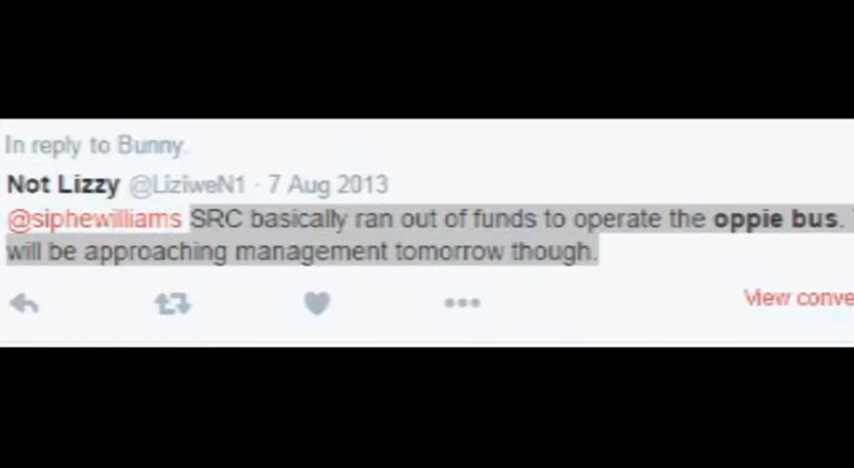 In reply to Bunny.
Not Lizzy @LiziweN1 · 7 Aug 2013
@siphewilliams SRC basically ran out of funds to operate the oppie bus.
will be approaching management tomorrow though.
View conve